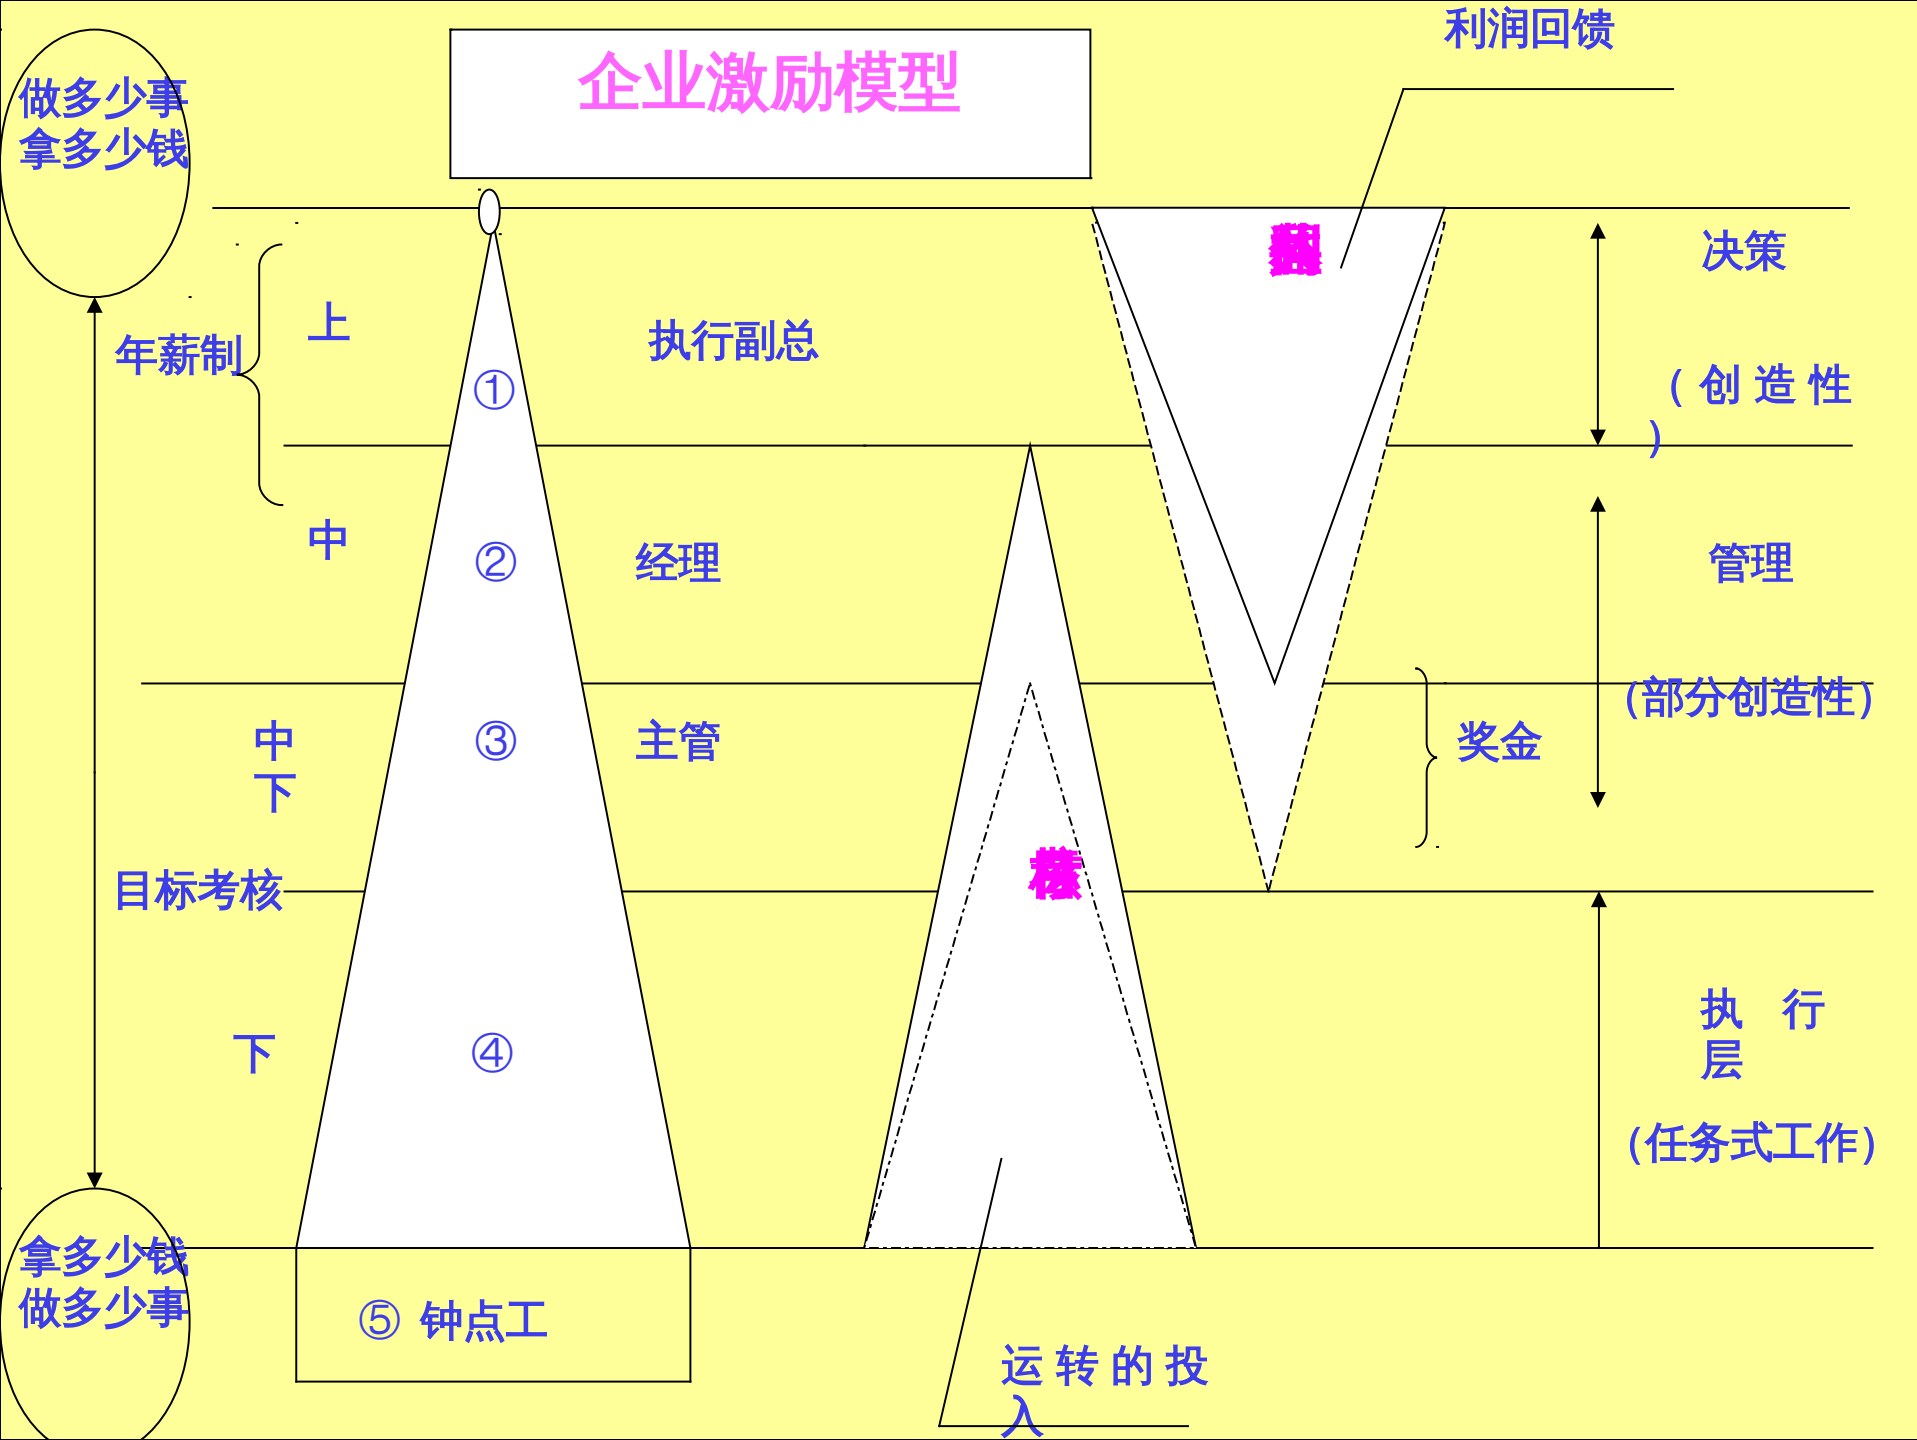 利润回馈
企业激励模型
做多少事
拿多少钱
决策
上
执行副总
年薪制
①
（创造性
）
中
②
经理
管理
（部分创造性）
中
下
③
主管
奖金
目标考核
执 行
层
下
④
（任务式工作）
拿多少钱
做多少事
⑤ 钟点工
运转的投
入